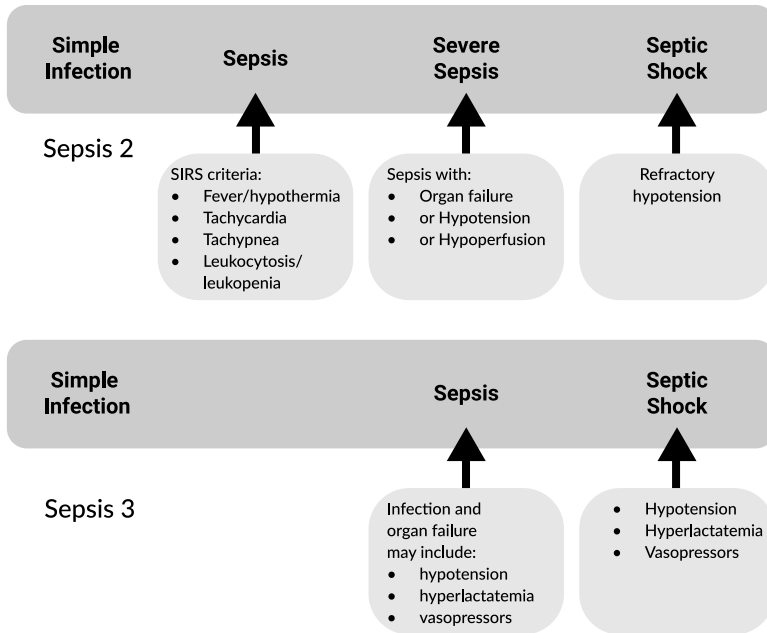 Simple
Infection
Sepsis
Severe
Sepsis
Septic
Shock
Sepsis 2
SIRS criteria:
● Fever/hypothermia
● Tachycardia
● Tachypnea
● Leukocytosis/
leukopenia
Sepsis with:
● Organ failure
● or Hypotension
● or Hypoperfusion
Refractory
hypotension
Simple
Infection
Sepsis
Septic
Shock
Sepsis 3
Infection and
organ failure
may include:
● hypotension
● hyperlactatemia
● vasopressors
● Hypotension
● Hyperlactatemia
● Vasopressors